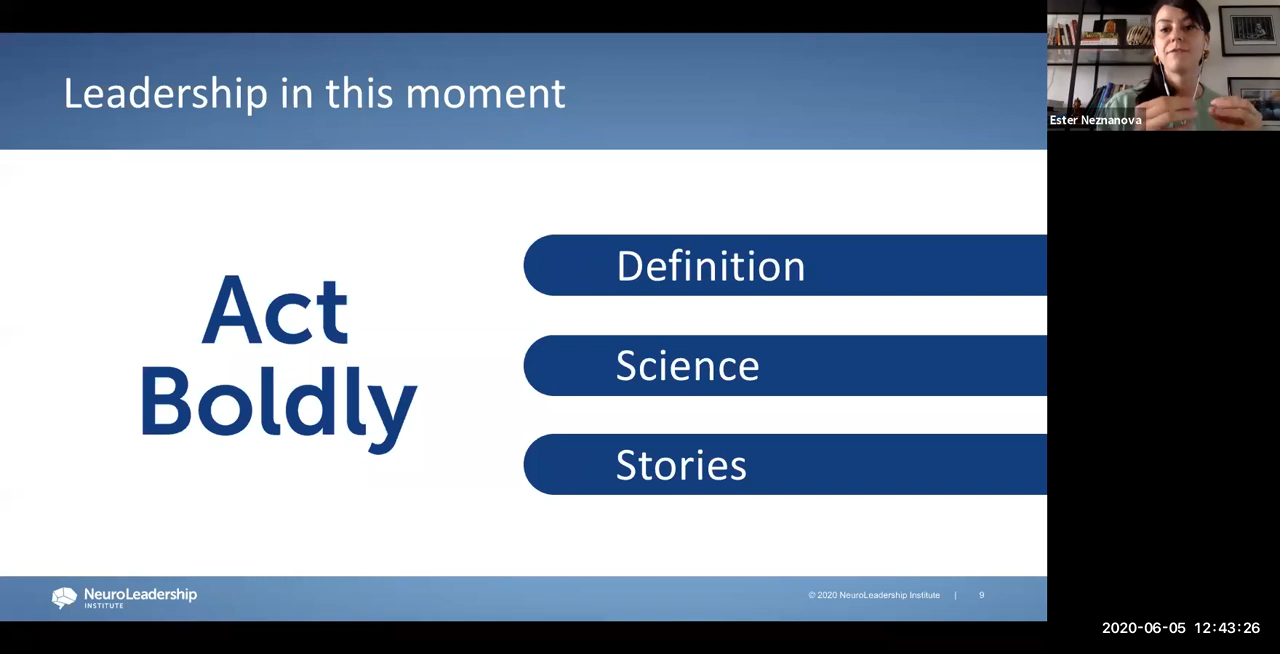 Leadership in this moment
Act
Boldly
Definition
Science
Stories
NeuroLeadership
INSTITUTE
© 2020 NeuroLeadership Institute | 9
Ester Neznanova
2020-06-05 12:43:26